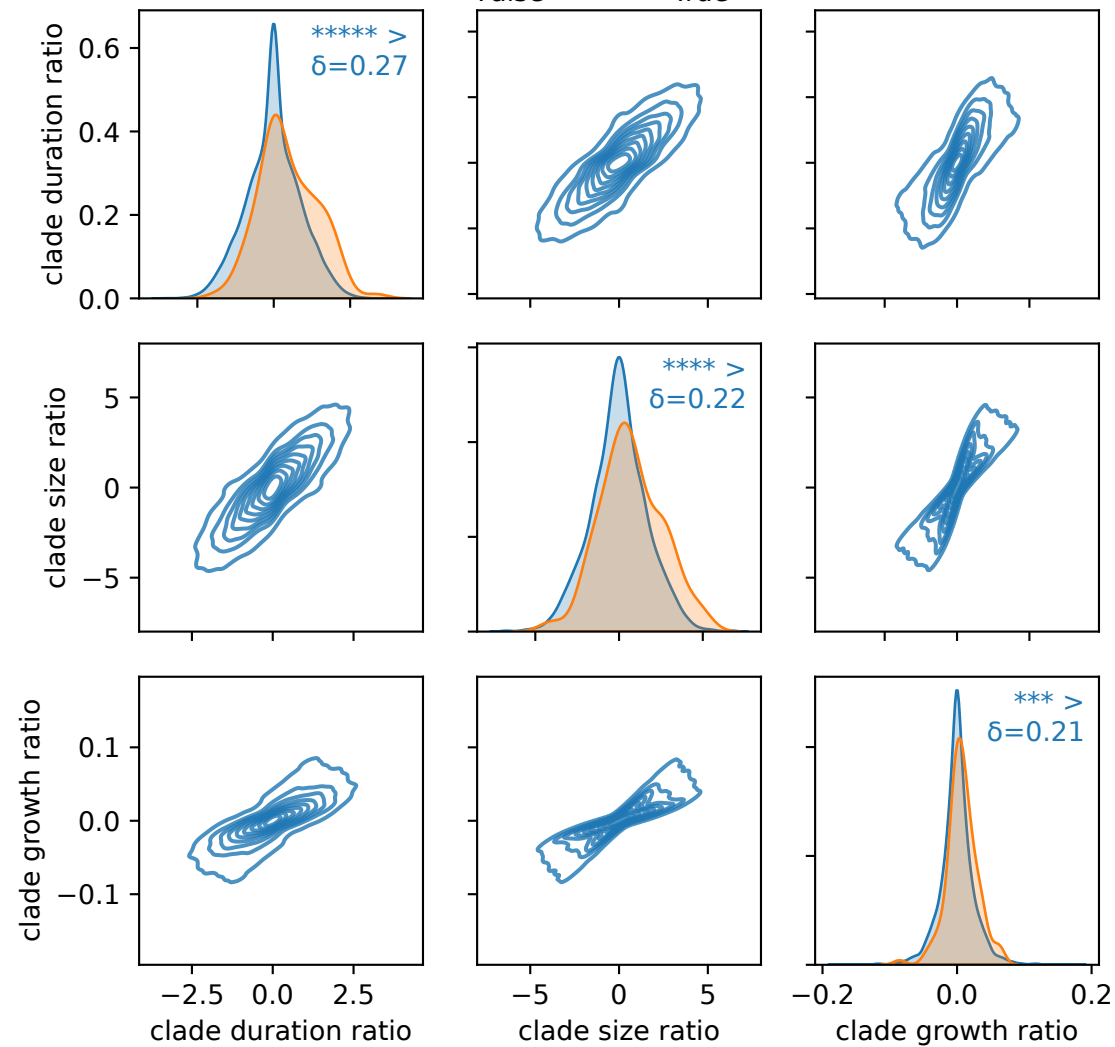 clade duration ratio
0.6
0.4
0.2
0.0
***** >
δ=0.27
clade size ratio
5
0
−5
**** >
δ=0.22
clade growth ratio
0.1
0.0
−0.1
*** >
δ=0.21
−2.5 0.0 2.5
−5 0 5
−0.2 0.0 0.2
clade duration ratio
clade size ratio
clade growth ratio